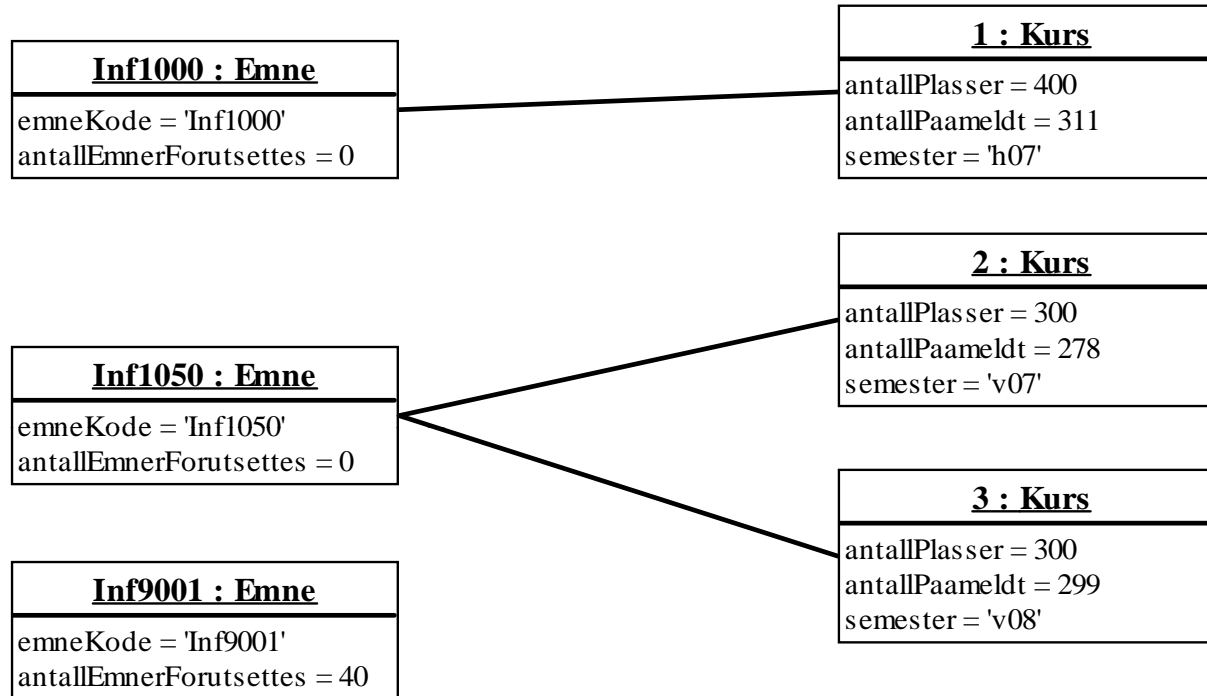 Inf1000 : Emne
emneKode = 'Inf1000'
antallEmnerForutsettes = 0
1 : Kurs
antallPlasser = 400
antallPaameldt = 311
semester = 'h07'
2 : Kurs
antallPlasser = 300
antallPaameldt = 278
semester = 'v07'
Inf1050 : Emne
emneKode = 'Inf1050'
antallEmnerForutsettes = 0
3 : Kurs
antallPlasser = 300
antallPaameldt = 299
semester = 'v08'
Inf9001 : Emne
emneKode = 'Inf9001'
antallEmnerForutsettes = 40